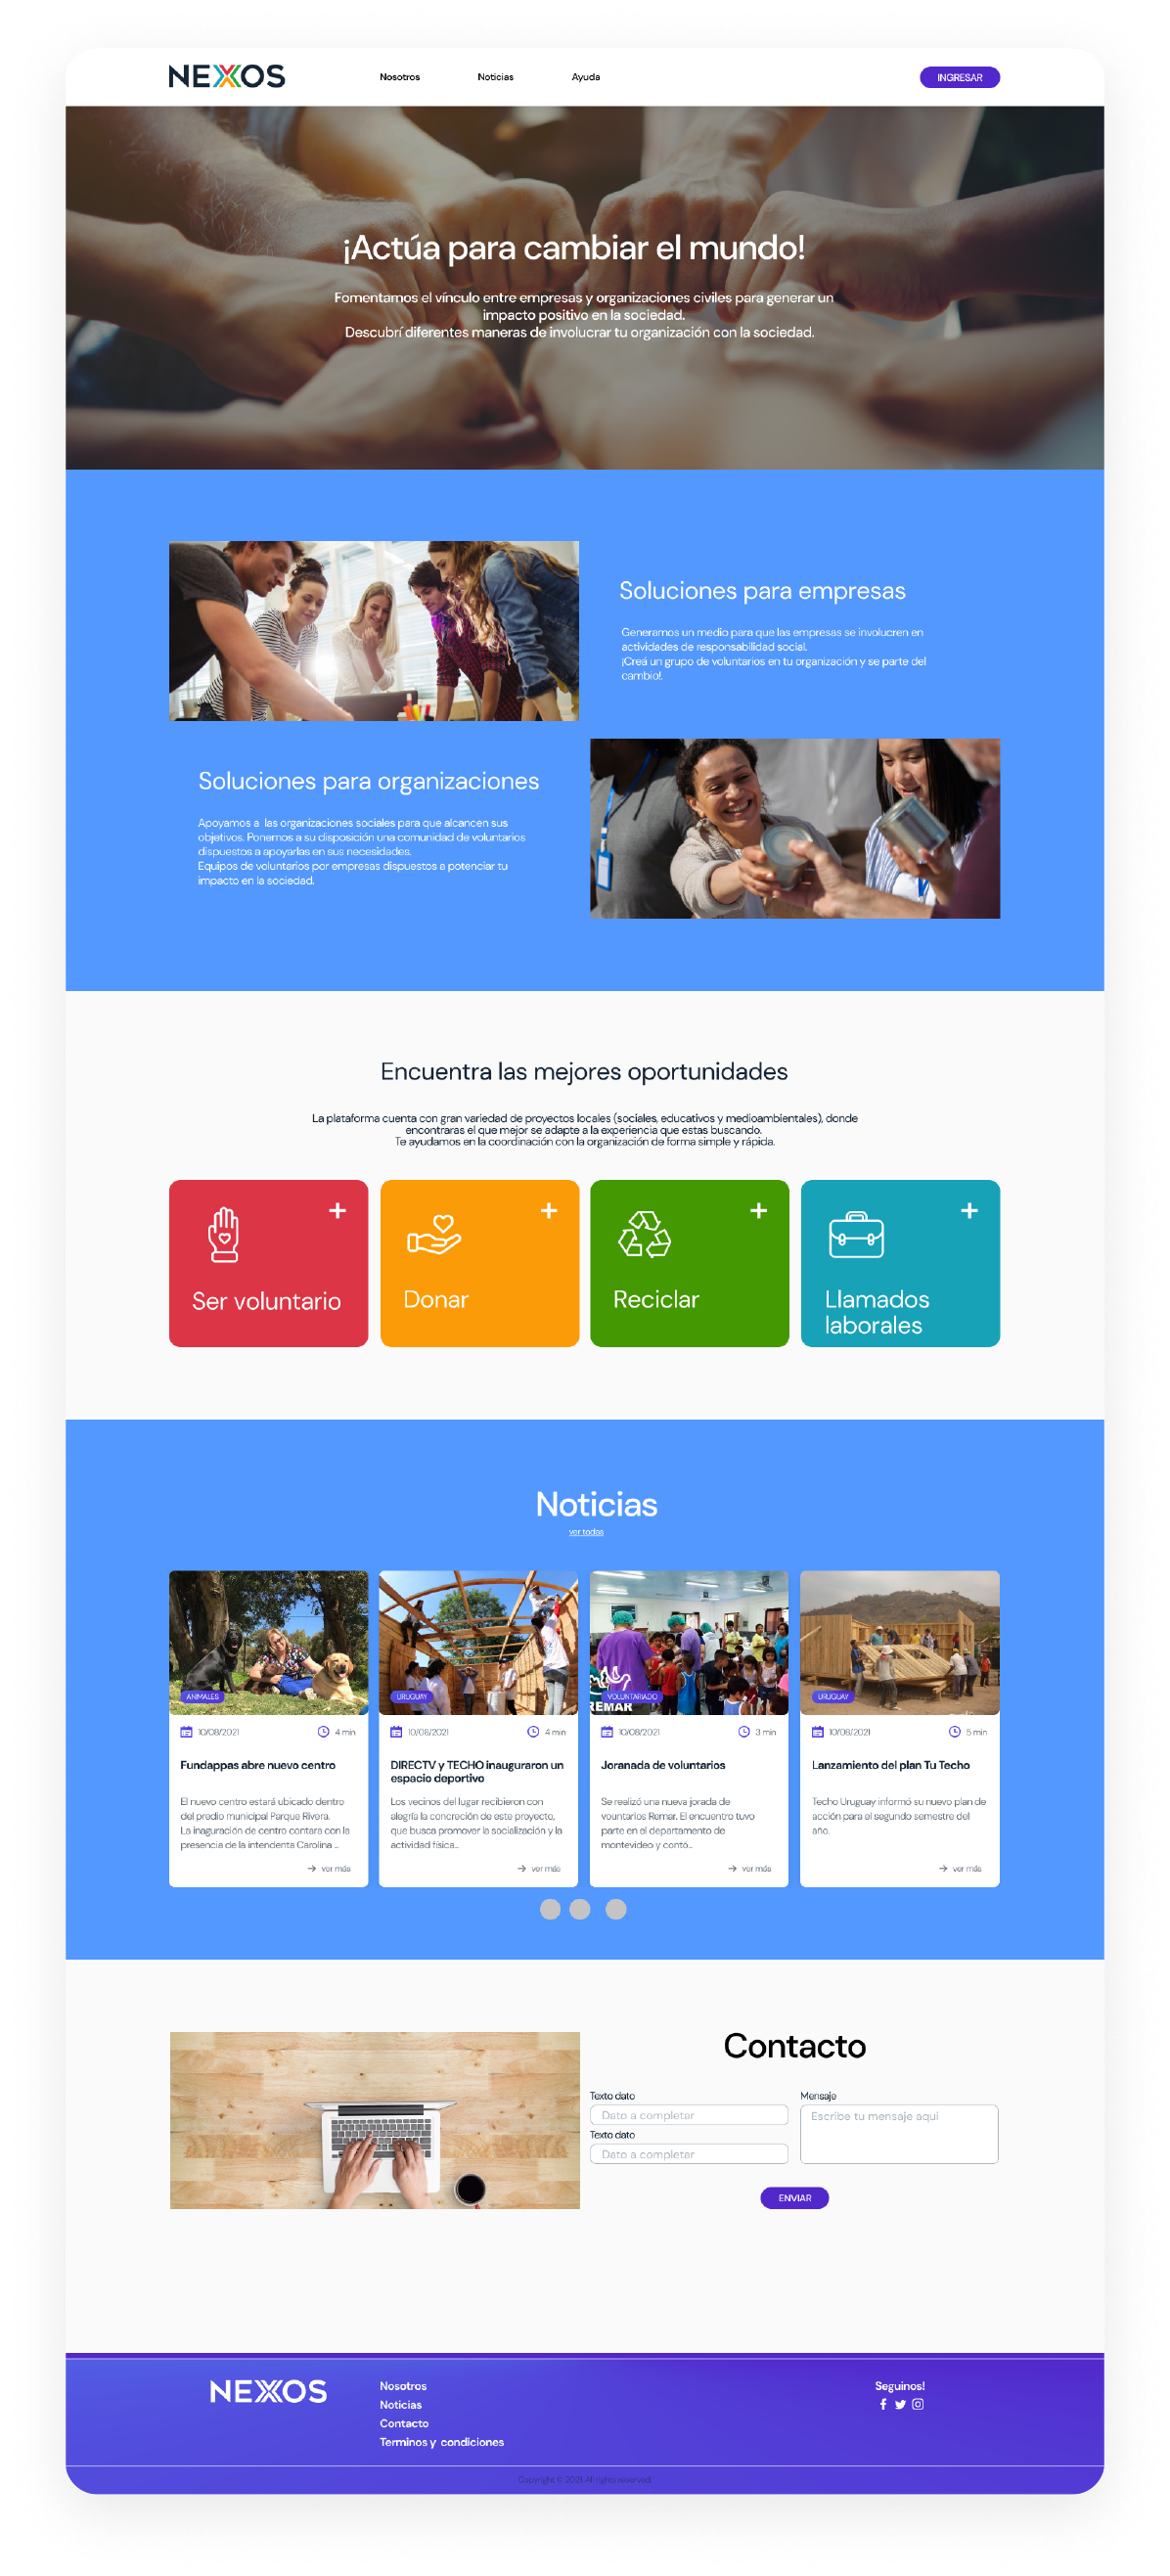 NEXOS
Nosotros
Noticias
Ayuda
INGRESAR
¡Actúa para cambiar el mundo!
Fomentamos el vínculo entre empresas y organizaciones civiles para generar un
impacto positivo en la sociedad.
Descubrí diferentes maneras de involucrar tu organización con la sociedad.
Soluciones para empresas
Generamos un medio para que las empresas se involucren en
actividades de responsabilidad social.
¡Creá un grupo de voluntarios en tu organización y se parte del
cambio!.
Soluciones para organizaciones
Apoyamos a las organizaciones sociales para que alcancen sus
objetivos. Ponemos a su disposición una comunidad de voluntarios
dispuestos a apoyarlas en sus necesidades.
Equipos de voluntarios por empresas dispuestos a potenciar tu
impacto en la sociedad.
Encuentra las mejores oportunidades
La plataforma cuenta con gran variedad de proyectos locales (sociales, educativos y medioambientales), donde
encontraras el que mejor se adapte a la experiencia que estas buscando.
Te ayudamos en la coordinación con la organización de forma simple y rápida.
+
Ser voluntario
+
Donar
+
Reciclar
+
Llamados
laborales
Noticias
ver todas
ANIMALES
10/08/2021
4 min
Fundappas abre nuevo centro
El nuevo centro estará ubicado dentro
del predio municipal Parque Rivera.
La inaguración de centro contara con la
presencia de la intendenta Carolina ...
ver más
URUGUAY
10/08/2021
4 min
DIRECTV y TECHO inauguraron un
espacio deportivo
Los vecinos del lugar recibieron con
alegría la concreción de este proyecto,
que busca promover la socialización y la
actividad física...
ver más
REMAR
VOLUNTARIADO
10/08/2021
3 min
Joranada de voluntarios
Se realizó una nueva jorada de
vountarios Remar. El encuentro tuvo
parte en el departamento de
montevideo y contó...
ver más
URUGUAY
10/08/2021
5 min
Lanzamiento del plan Tu Techo
Techo Uruguay informó su nuevo plan de
acción para el segundo semestre del
año.
ver más
Contacto
Texto dato
Dato a completar
Texto dato
Dato a completar
Mensaje
Escribe tu mensaje aquí
ENVIAR
NEXOS
Nosotros
Noticias
Contacto
Terminos y condiciones
Seguinos!
Copyright © 2021 All rights reserved.